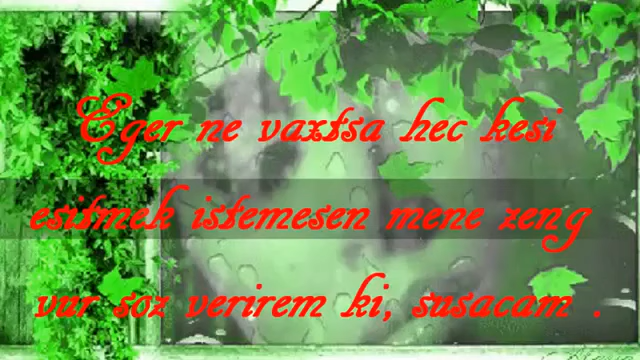 Eger ne vaxtsa hec kesi
esitmek istemesen mene zeng
vur soz verirem ki, susacam .